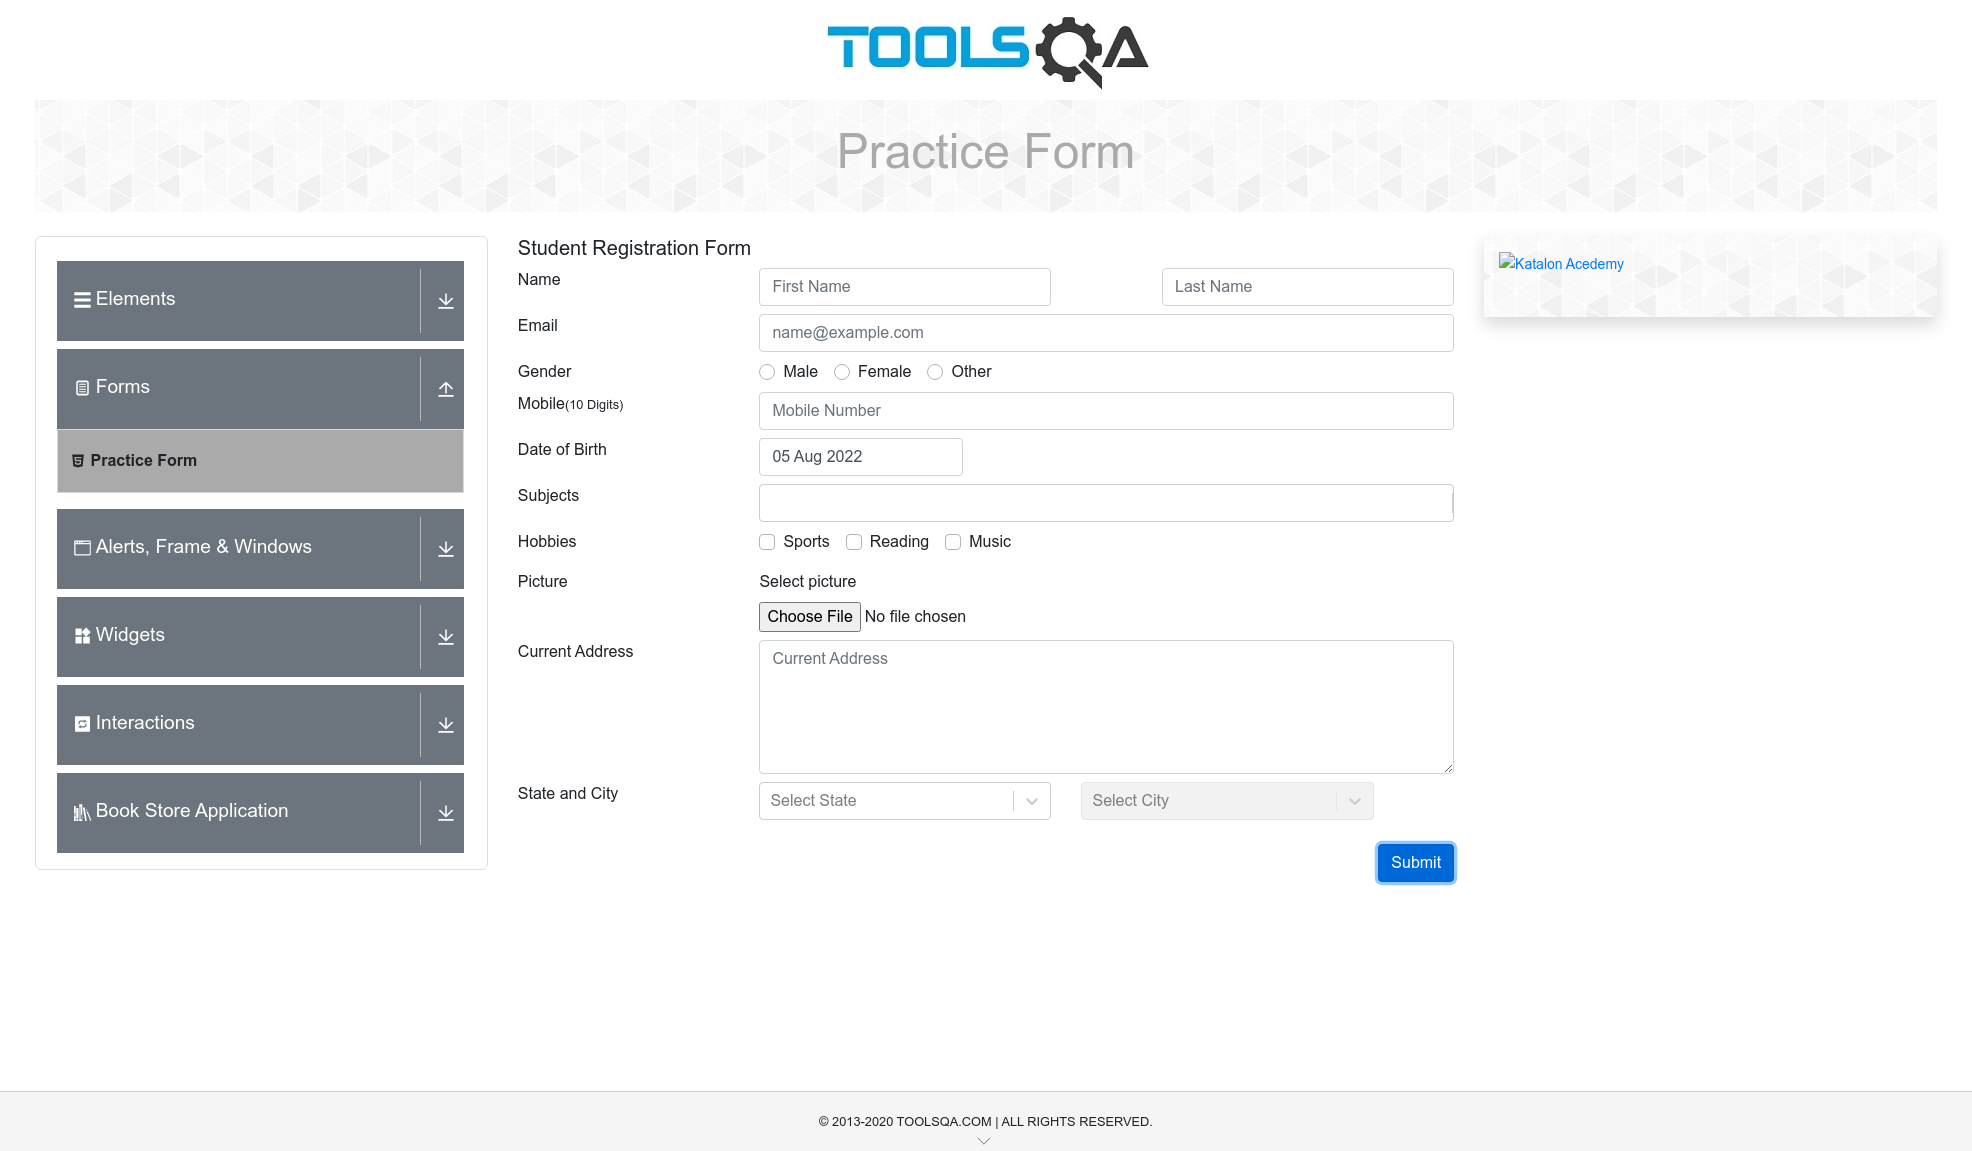 TOOLSQA
Practice Form
Elements
Forms
Practice Form
Alerts, Frame & Windows
Widgets
Interactions
Book Store Application
Student Registration Form
Name
First Name
Last Name
Email
name@example.com
Gender
Male
Female
Other
Mobile(10 Digits)
Mobile Number
Date of Birth
05 Aug 2022
Subjects
Hobbies
Sports
Reading
Music
Picture
Select picture
Choose File No file chosen
Current Address
Current Address
State and City
Select State
Select City
Submit
Katalon Acedemy
© 2013-2020 TOOLSQA.COM | ALL RIGHTS RESERVED.